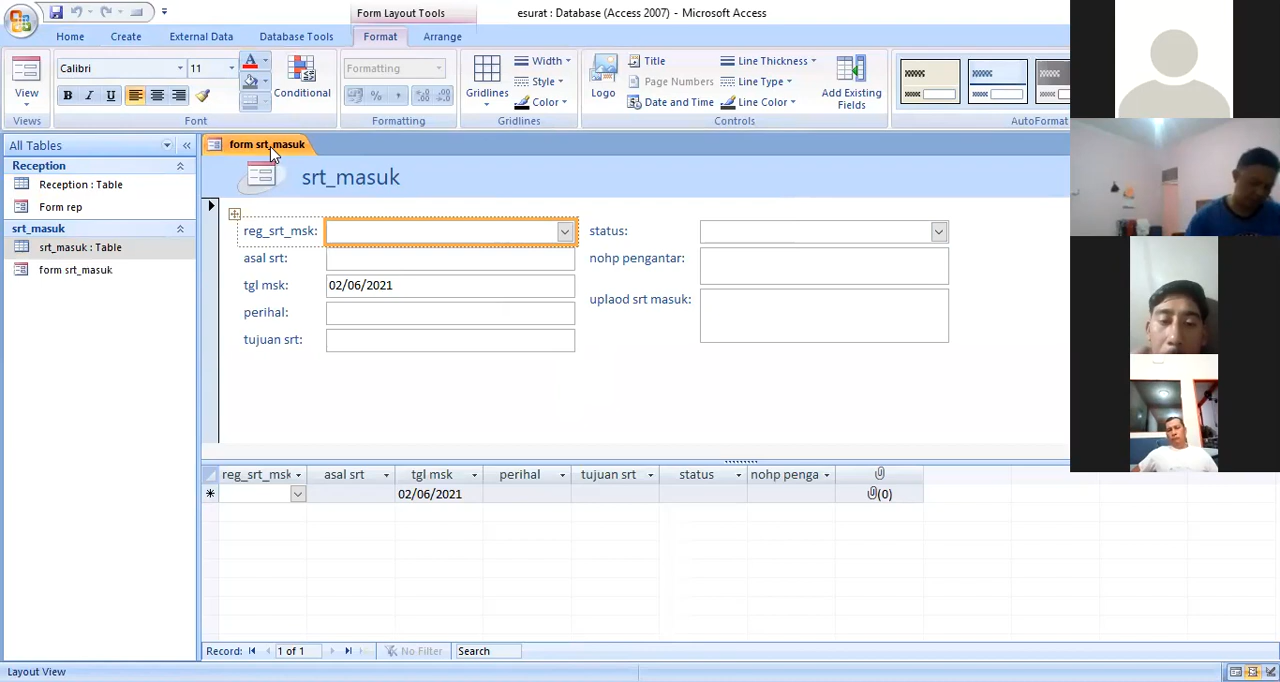 Form Layout Tools
esurat : Database (Access 2007) - Microsoft Access
Home Create External Data Database Tools Format Arrange
View
Views
Calibri 11
B I U A
Font
Conditional
Formatting
% ,
Formatting
Gridlines
Width
Style
Color
Gridlines
Logo
Title
Page Numbers
Date and Time
Line Thickness
Line Type
Line Color
Add Existing
Fields
Controls
xxxxx xxxxx xxxxx
AutoFormat
All Tables
Reception
Reception : Table
Form rep
srt_masuk
srt_masuk : Table
form srt_masuk
form srt_masuk
srt_masuk
reg_srt_msk:
asal srt:
tgl msk: 02/06/2021
perihal:
tujuan srt:
status:
nohp pengantar:
uplaod srt masuk:
reg_srt_msk asal srt tgl msk perihal tujuan srt status nohp penga
02/06/2021 (0)
Record: 1 of 1 No Filter Search
Layout View